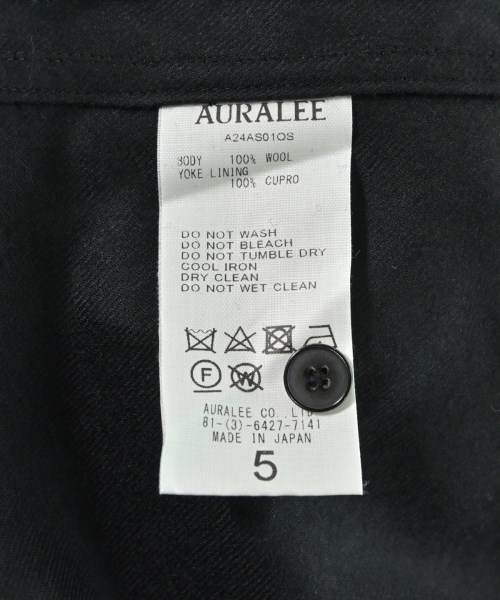 AURALEE
A24AS01OS
BODY 100% WOOL
YOKE LINING
100% CUPRO
DO NOT WASH
DO NOT BLEACH
DO NOT TUMBLE DRY
COOL IRON
DRY CLEAN
DO NOT WET CLEAN
F W
AURALEE CO.,LTD
81-(3)-6427-7141
MADE IN JAPAN
5